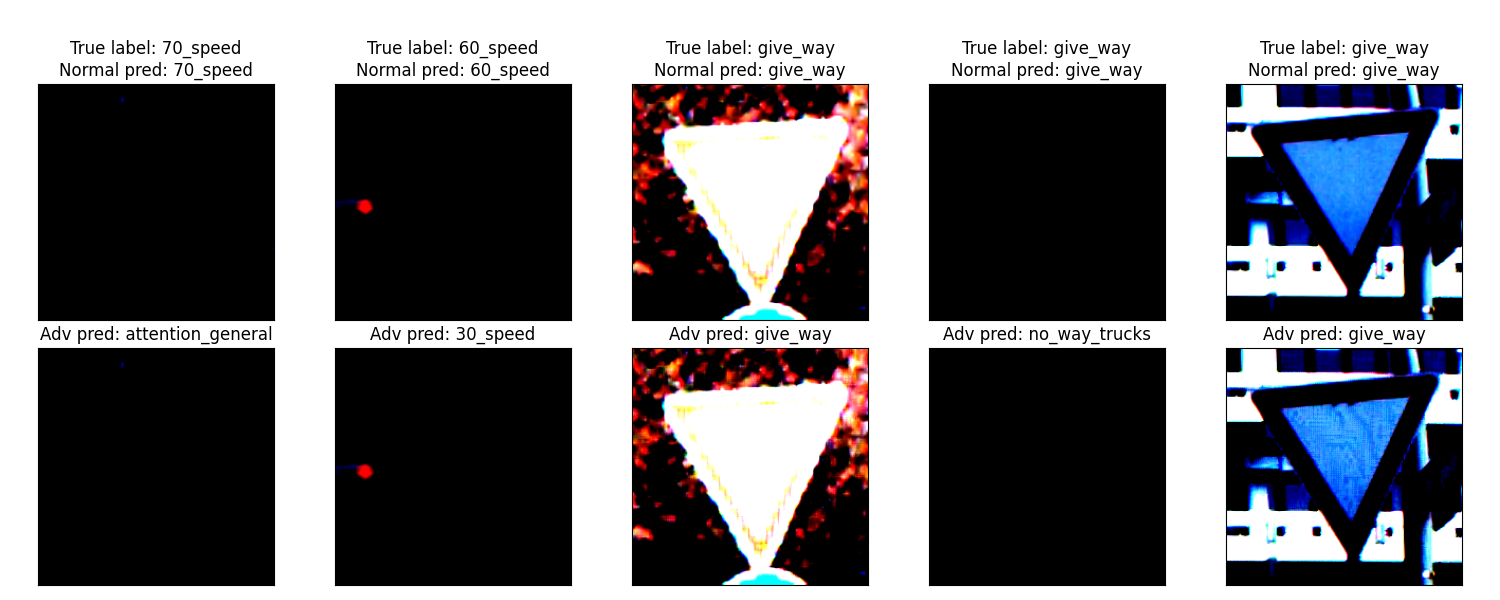 True label: 70_speed
Normal pred: 70_speed
True label: 60_speed
Normal pred: 60_speed
True label: give_way
Normal pred: give_way
True label: give_way
Normal pred: give_way
True label: give_way
Normal pred: give_way
Adv pred: attention_general
Adv pred: 30_speed
Adv pred: give_way
Adv pred: no_way_trucks
Adv pred: give_way